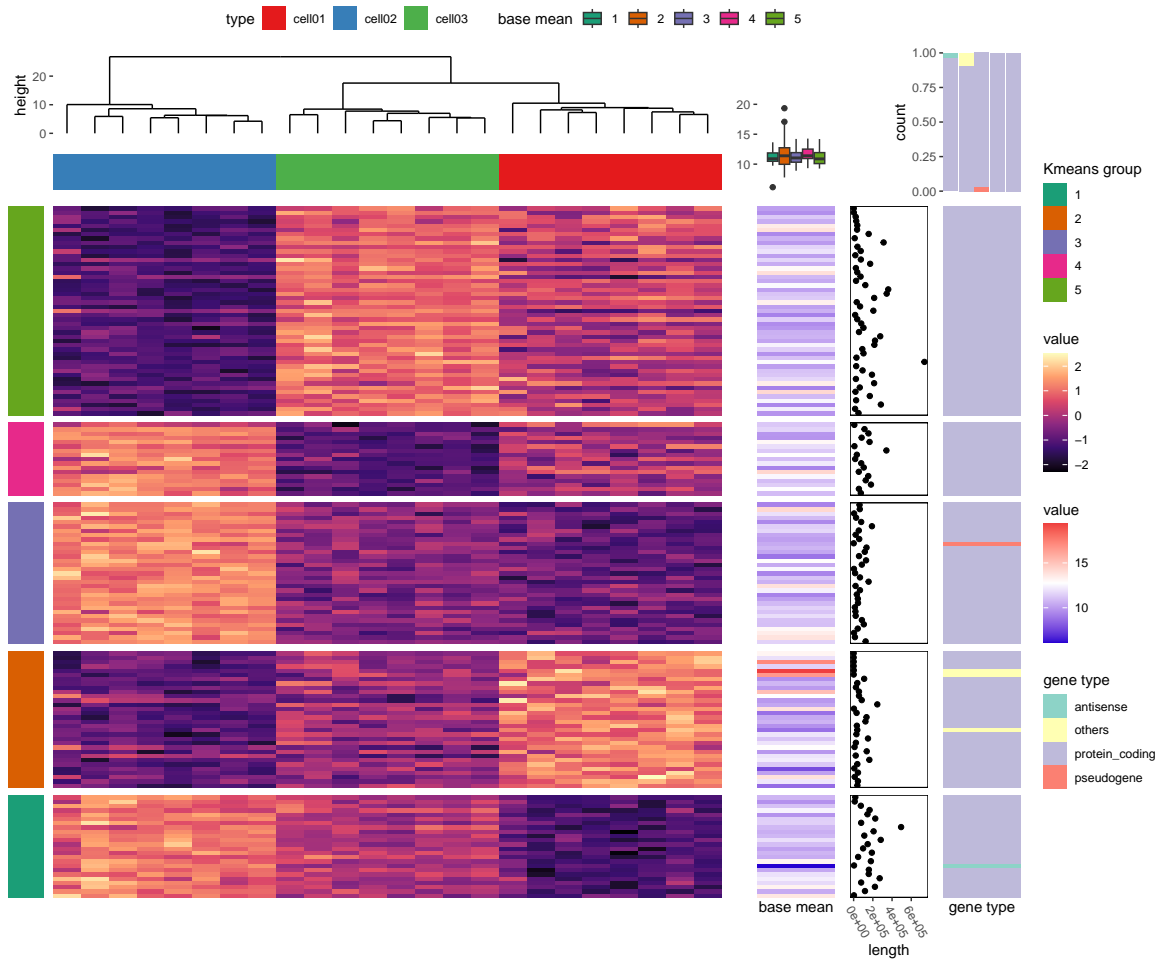 type cell01 cell02 cell03 base mean 1 2 3 4 5
height
20
10
0
20
15
10
count
1.00
0.75
0.50
0.25
0.00
Kmeans group
1
2
3
4
5
value
2
1
0
−1
−2
value
15
10
gene type
antisense
others
protein_coding
pseudogene
base mean
0e+00
2e+05
4e+05
6e+05
length
gene type